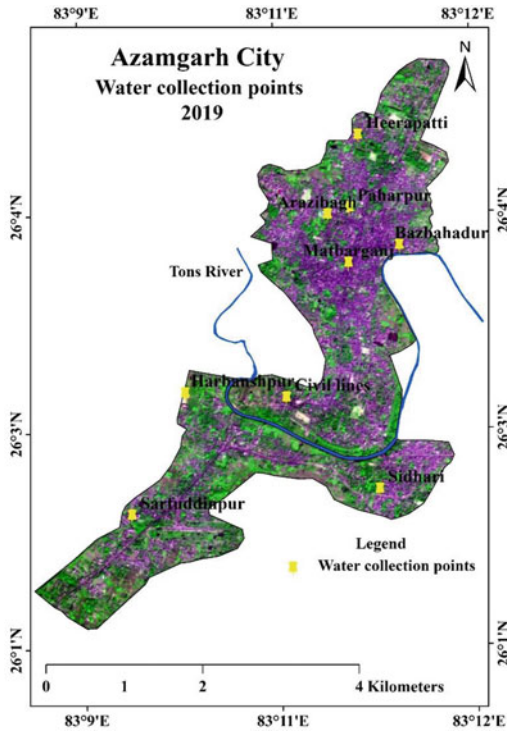 83°9'E 83°11'E 83°12'E
Azamgarh City
Water collection points
2019
N
Heerapatti
26°4'N
26°4'N
Arazibagh
Paharpur
Bazbahadur
Matbarganj
Tons River
Harbanshpur
Civil lines
26°3'N
26°3'N
Sidhari
Sarfuddinpur
Legend
Water collection points
26°1'N
26°1'N
0 1 2 4 Kilometers
83°9'E 83°11'E 83°12'E